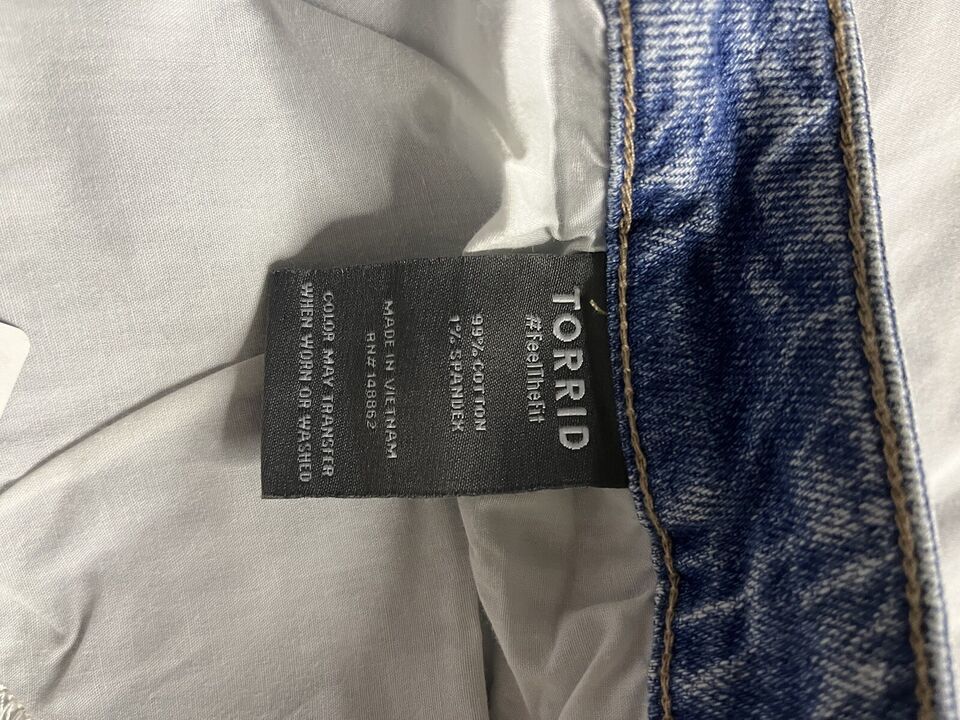 TORRID
#feelTheFit
99% COTTON
1% SPANDEX
MADE IN VIETNAM
RN# 148862
COLOR MAY TRANSFER
WHEN WORN OR WASHED